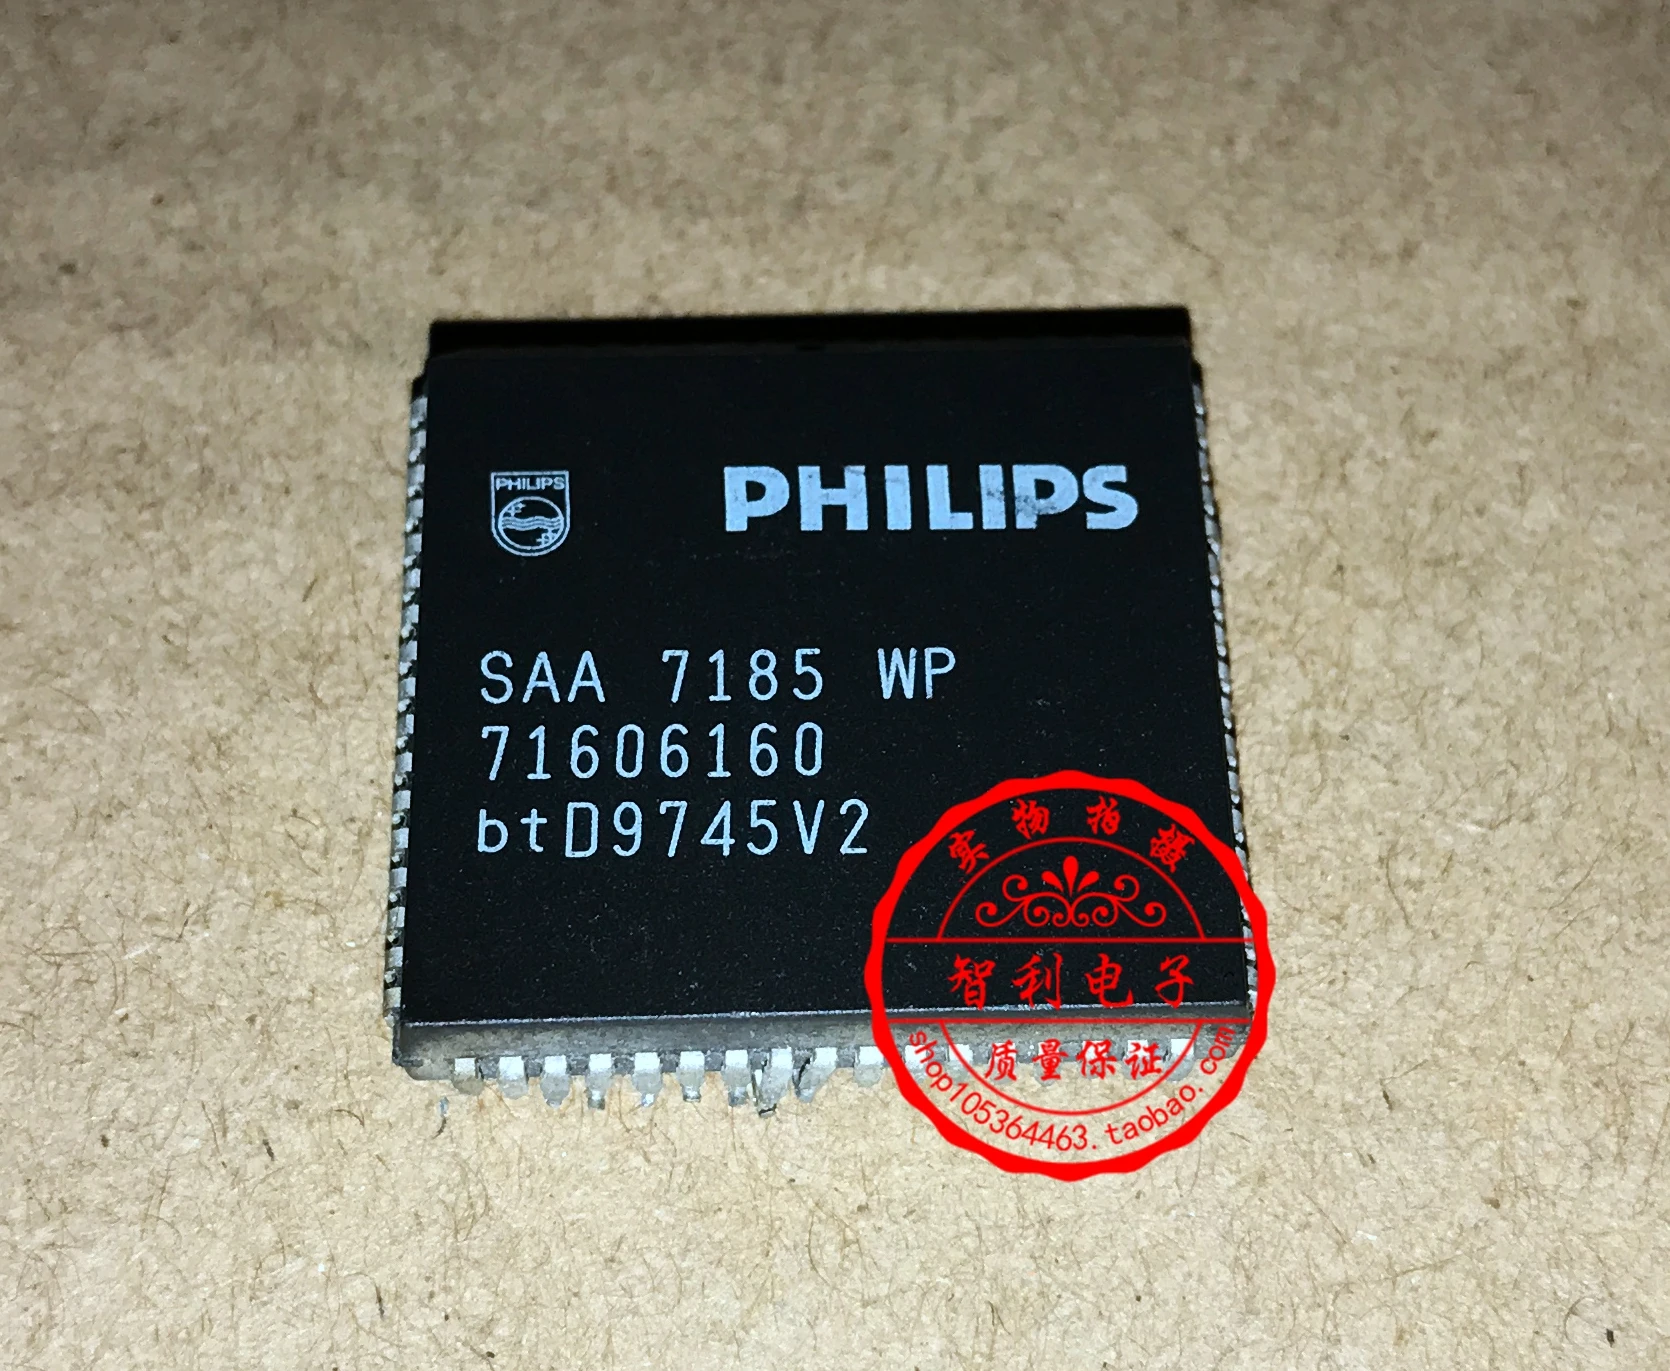 PHILIPS
PHILIPS
SAA 7185 WP
71606160
btD9745V2
实物拍摄
智利电子
质量保证
shop105364463.taobao.com